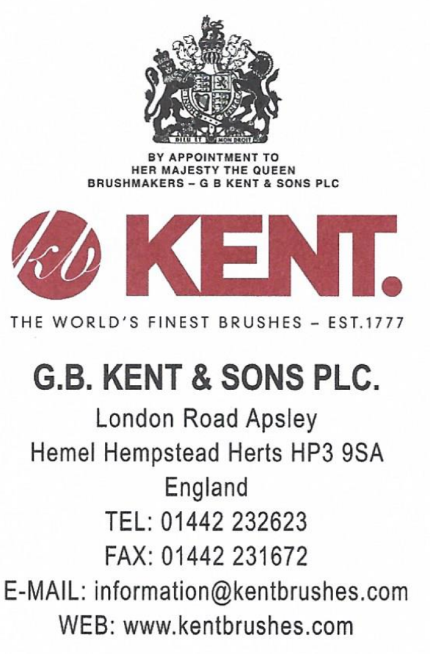 DIEU ET MON DROIT
BY APPOINTMENT TO
HER MAJESTY THE QUEEN
BRUSHMAKERS – G B KENT & SONS PLC
kb KENT.
THE WORLD'S FINEST BRUSHES – EST.1777
G.B. KENT & SONS PLC.
London Road Apsley
Hemel Hempstead Herts HP3 9SA
England
TEL: 01442 232623
FAX: 01442 231672
E-MAIL: information@kentbrushes.com
WEB: www.kentbrushes.com